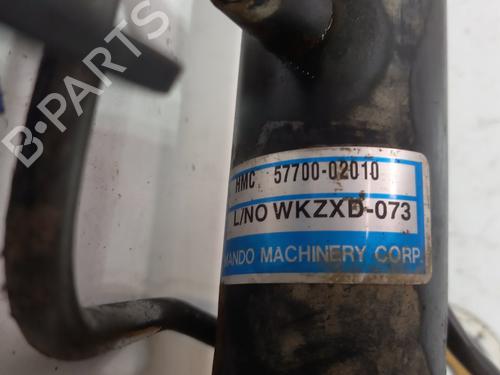 HMC 57700-02010
L/NO WKZXD-073
MANDO MACHINERY CORP.
B-PARTS